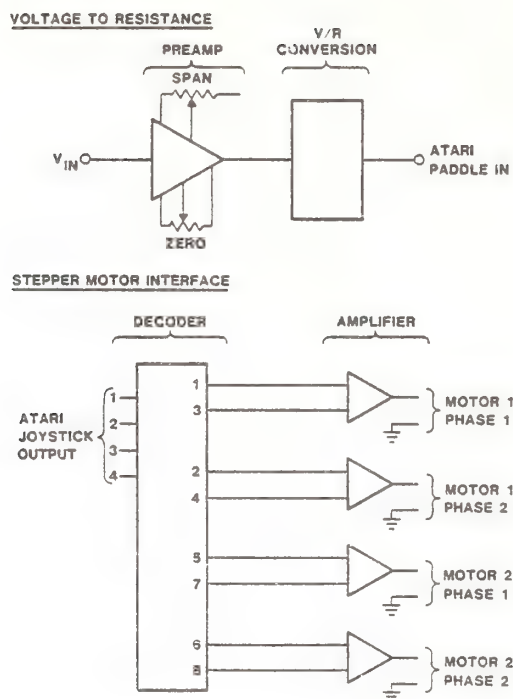 VOLTAGE TO RESISTANCE
PREAMP
SPAN
V/R
CONVERSION
VIN
ATARI
PADDLE IN
ZERO
STEPPER MOTOR INTERFACE
DECODER
AMPLIFIER
ATARI
JOYSTICK
OUTPUT
1
2
3
4
1
3
2
4
5
7
6
8
MOTOR 1
PHASE 1
MOTOR 1
PHASE 2
MOTOR 2
PHASE 1
MOTOR 2
PHASE 2